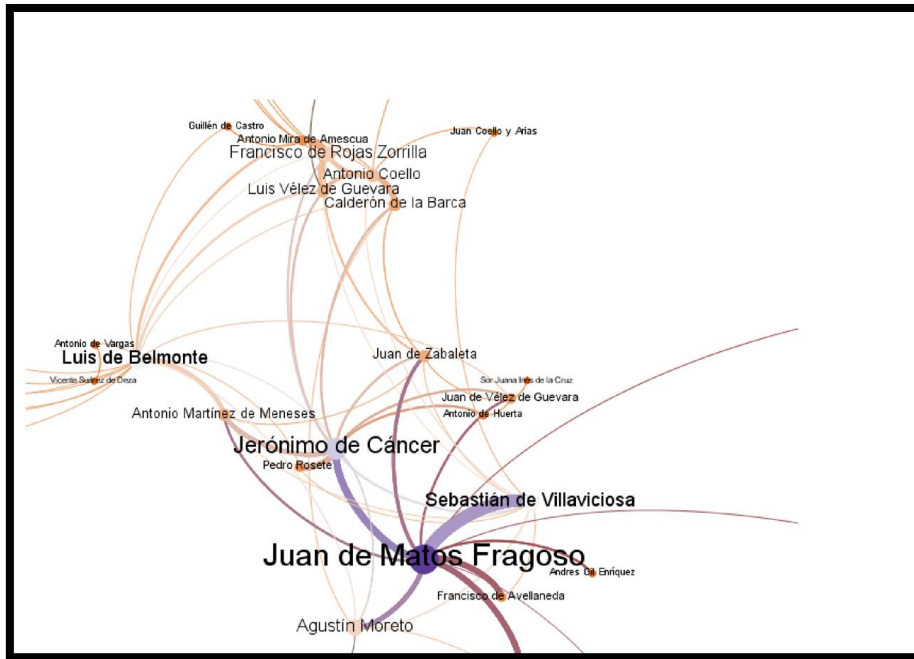 Guillén de Castro
Juan Coello y Arias
Antonio Mira de Amescua
Francisco de Rojas Zorrilla
Antonio Coello
Luis Vélez de Guevara
Calderón de la Barca
Antonio de Vargas
Luis de Belmonte
Juan de Zabaleta
Vicente Suárez de Deza
Sor Juana Inés de la Cruz
Juan de Vélez de Guevara
Antonio Martínez de Meneses
Antonio de Huerta
Jerónimo de Cáncer
Pedro Rosete
Sebastián de Villaviciosa
Juan de Matos Fragoso
Andres Gil Enríquez
Francisco de Avellaneda
Agustín Moreto